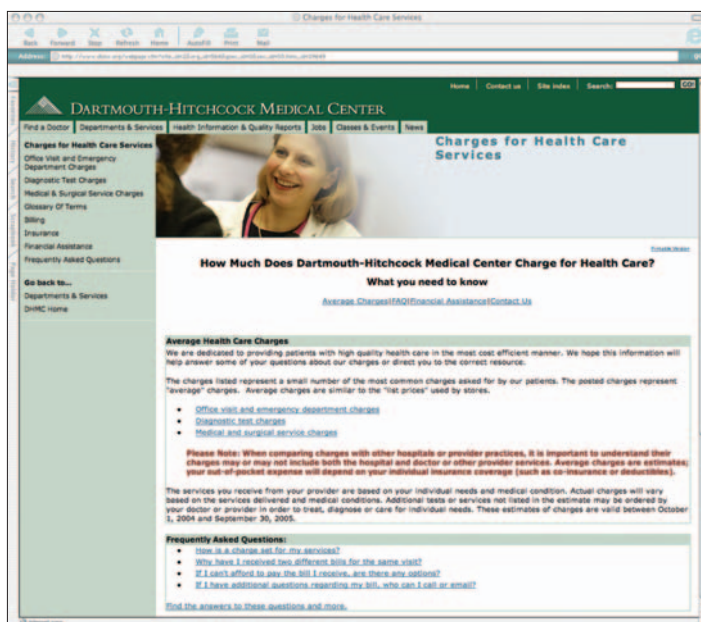 Charges for Health Care Services
Back Forward Stop Refresh Home AutoFill Print Mail
Address:
Home Contact us Site index Search: GO!
DARTMOUTH-HITCHCOCK MEDICAL CENTER
Find a Doctor Departments & Services Health Information & Quality Reports Jobs Classes & Events News
Charges for Health Care Services
Office Visit and Emergency
Department Charges
Diagnostic Test Charges
Medical & Surgical Service Charges
Glossary Of Terms
Billing
Insurance
Financial Assistance
Frequently Asked Questions
Go back to...
Departments & Services
DHMC Home
Charges for Health Care
Services
Printable Version
How Much Does Dartmouth-Hitchcock Medical Center Charge for Health Care?
What you need to know
Average Charges|FAQ|Financial Assistance|Contact Us
Average Health Care Charges
We are dedicated to providing patients with high quality health care in the most cost efficient manner. We hope this information will
help answer some of your questions about our charges or direct you to the correct resource.
The charges listed represent a small number of the most common charges asked for by our patients. The posted charges represent
"average" charges. Average charges are similar to the "list prices" used by stores.
• Office visit and emergency department charges
• Diagnostic test charges
• Medical and surgical service charges
Please Note: When comparing charges with other hospitals or provider practices, it is important to understand their
charges may or may not include both the hospital and doctor or other provider services. Average charges are estimates;
your out-of-pocket expense will depend on your individual insurance coverage (such as co-insurance or deductibles).
The services you receive from your provider are based on your individual needs and medical condition. Actual charges will vary
based on the services delivered and medical conditions. Additional tests or services not listed in the estimate may be ordered by
your doctor or provider in order to treat, diagnose or care for individual needs. These estimates of charges are valid between October
1, 2004 and September 30, 2005.
Frequently Asked Questions:
• How is a charge set for my services?
• Why have I received two different bills for the same visit?
• If I can't afford to pay the bill I receive, are there any options?
• If I have additional questions regarding my bill, who can I call or email?
Find the answers to these questions and more.